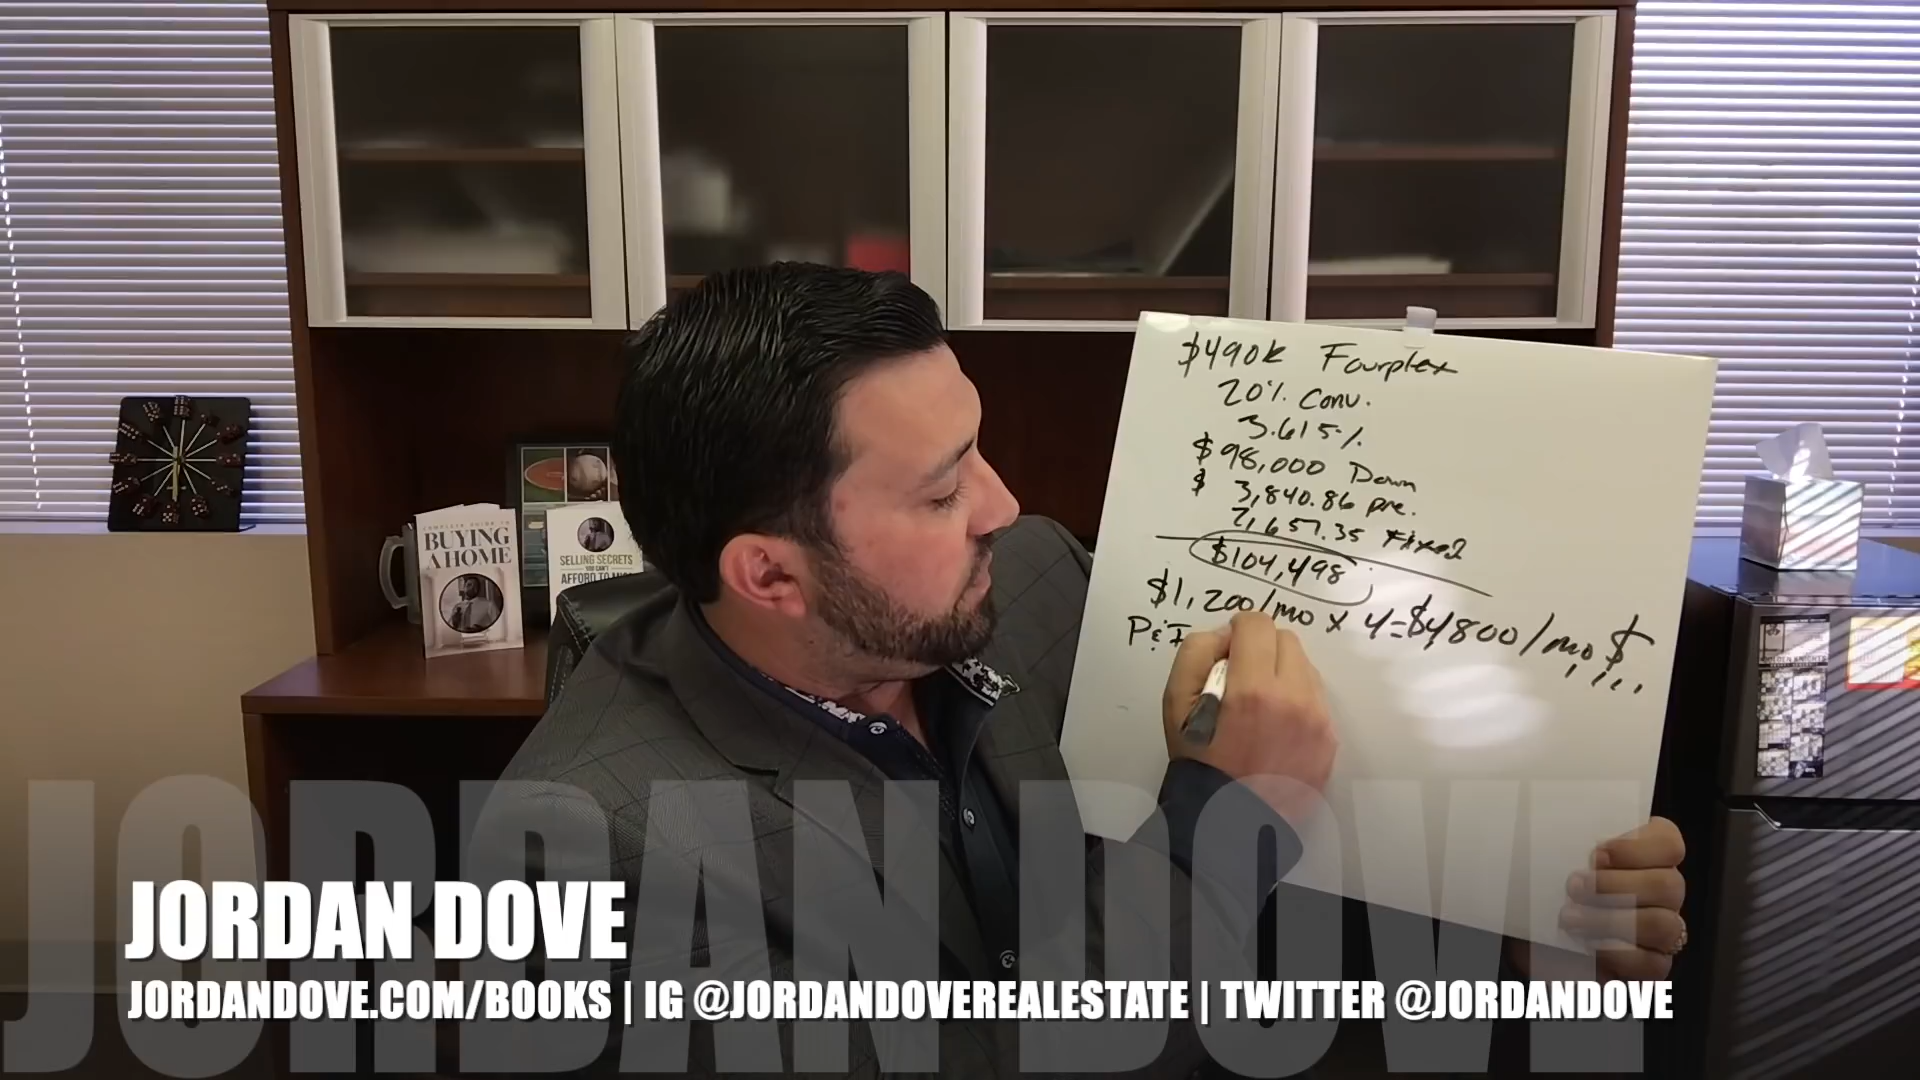 $490k Fourplex
20% Conv.
3.615%
$98,000 Down
$ 3,840.86 pre.
2,657.35 Fixed
$104,498
$1,200/mo x 4=$4,800/mo $
P&I
COMPLETE GUIDE TO
BUYING
A HOME
SELLING SECRETS
YOU CAN'T
AFFORD TO
JORDAN DOVE
JORDAN DOVE
JORDANDOVE.COM/BOOKS | IG @JORDANDOVEREALESTATE | TWITTER @JORDANDOVE